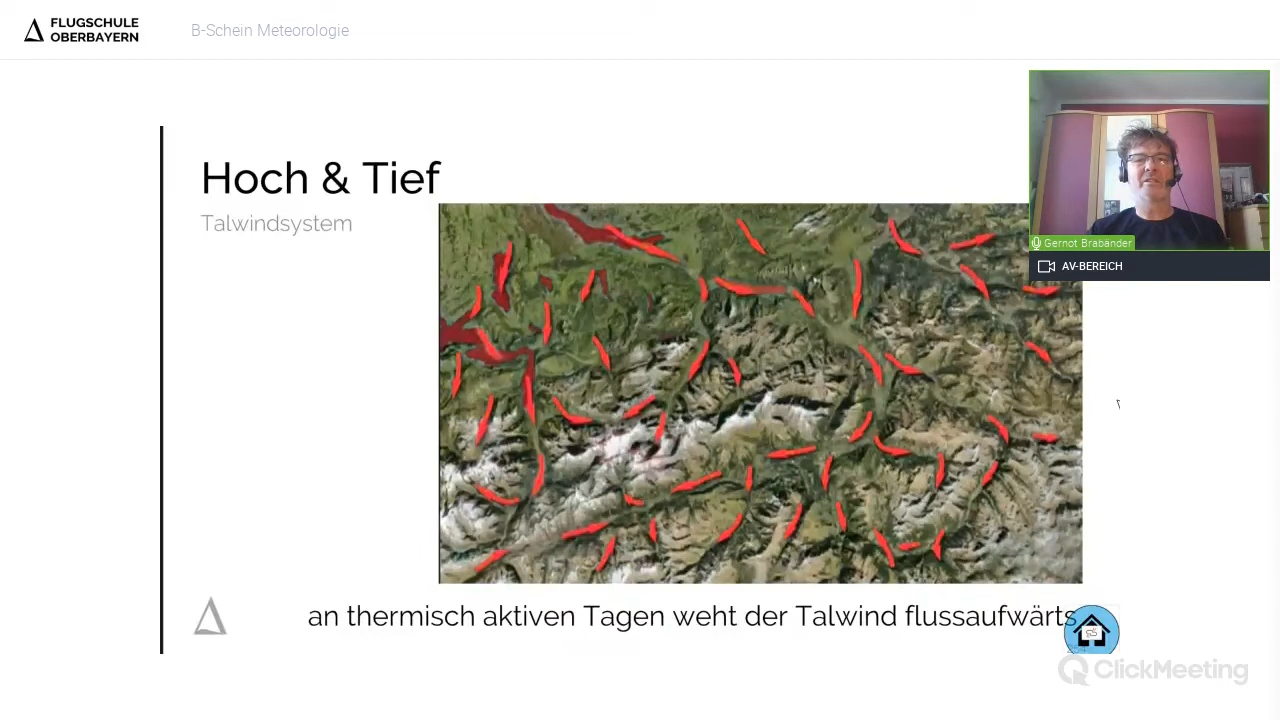 FLUGSCHULE
OBERBAYERN
B-Schein Meteorologie
Hoch & Tief
Talwindsystem
Gernot Brabänder
AV-BEREICH
an thermisch aktiven Tagen weht der Talwind flussaufwärts
ClickMeeting